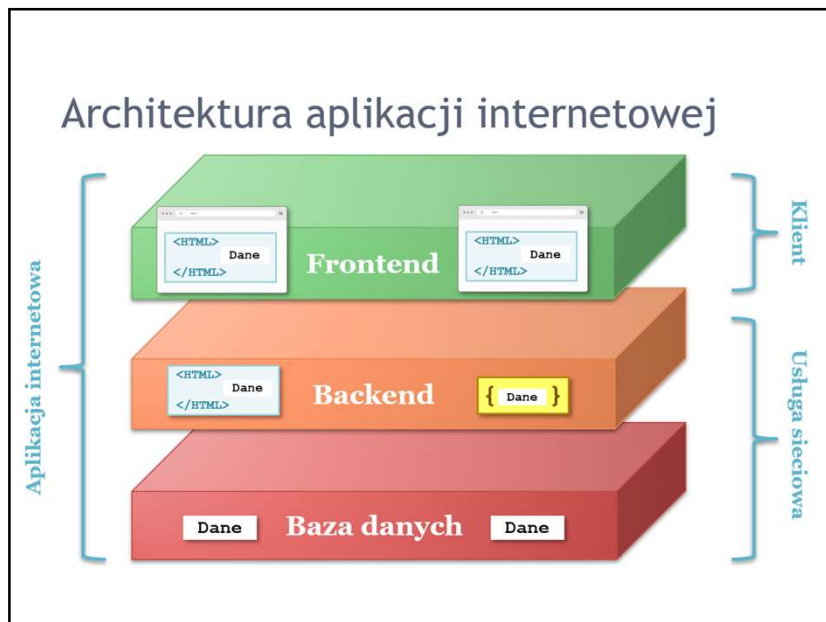 Architektura aplikacji internetowej
Aplikacja internetowa
<HTML>
Dane
</HTML>
Frontend
<HTML>
Dane
</HTML>
Klient
<HTML>
Dane
</HTML>
Backend
{ Dane }
Usługa sieciowa
Dane
Baza danych
Dane